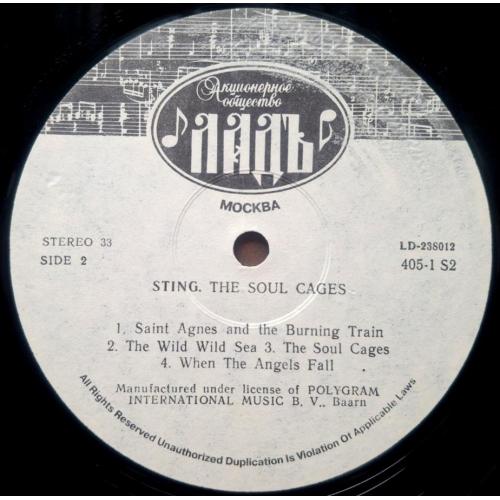 Акционерное
общество
ЛАДЪ
МОСКВА
STEREO 33
SIDE 2
LD-238012
405-1 S2
STING. THE SOUL CAGES
1. Saint Agnes and the Burning Train
2. The Wild Wild Sea 3. The Soul Cages
4. When The Angels Fall
Manufactured under license of POLYGRAM
INTERNATIONAL MUSIC B. V., Baarn
All Rights Reserved Unauthorized Duplication Is Violation Of Applicable Laws